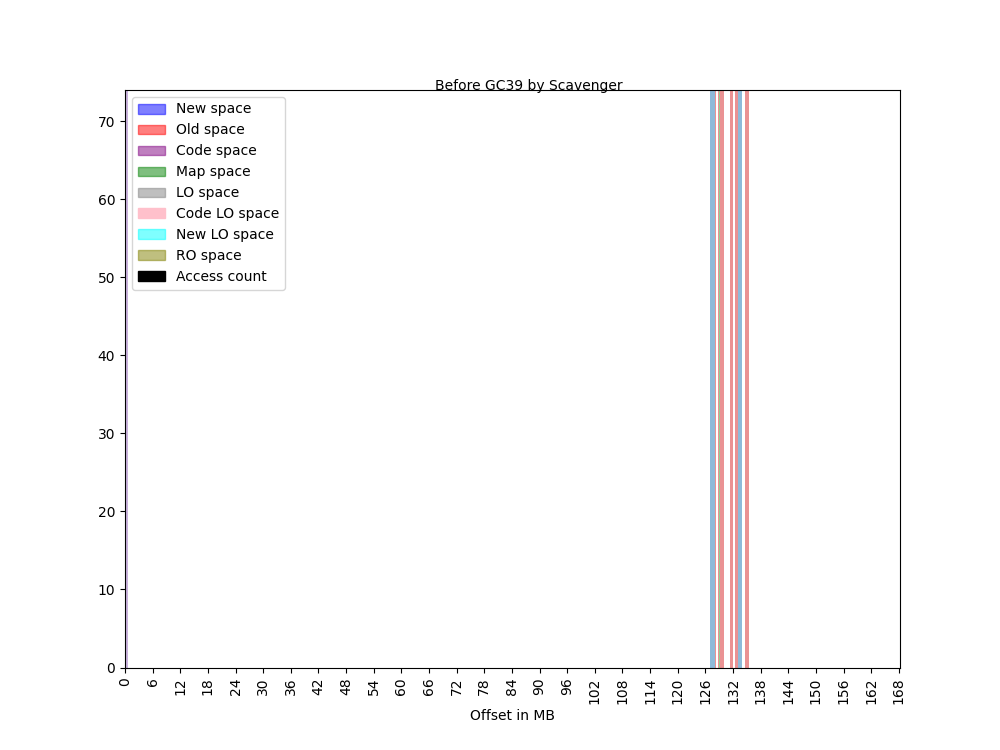 Before GC39 by Scavenger
New space
Old space
Code space
Map space
LO space
Code LO space
New LO space
RO space
Access count
70
60
50
40
30
20
10
0
0 6 12 18 24 30 36 42 48 54 60 66 72 78 84 90 96 102 108 114 120 126 132 138 144 150 156 162 168
Offset in MB